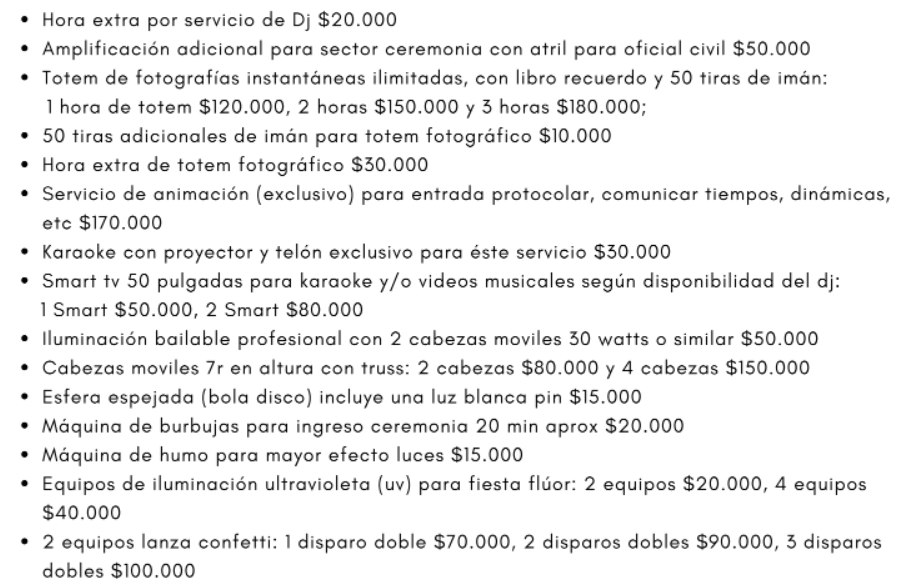 • Hora extra por servicio de Dj $20.000
• Amplificación adicional para sector ceremonia con atril para oficial civil $50.000
• Totem de fotografías instantáneas ilimitadas, con libro recuerdo y 50 tiras de imán:
1 hora de totem $120.000, 2 horas $150.000 y 3 horas $180.000;
• 50 tiras adicionales de imán para totem fotográfico $10.000
• Hora extra de totem fotográfico $30.000
• Servicio de animación (exclusivo) para entrada protocolar, comunicar tiempos, dinámicas,
etc $170.000
• Karaoke con proyector y telón exclusivo para éste servicio $30.000
• Smart tv 50 pulgadas para karaoke y/o videos musicales según disponibilidad del dj:
1 Smart $50.000, 2 Smart $80.000
• Iluminación bailable profesional con 2 cabezas moviles 30 watts o similar $50.000
• Cabezas moviles 7r en altura con truss: 2 cabezas $80.000 y 4 cabezas $150.000
• Esfera espejada (bola disco) incluye una luz blanca pin $15.000
• Máquina de burbujas para ingreso ceremonia 20 min aprox $20.000
• Máquina de humo para mayor efecto luces $15.000
• Equipos de iluminación ultravioleta (uv) para fiesta flúor: 2 equipos $20.000, 4 equipos
$40.000
• 2 equipos lanza confetti: 1 disparo doble $70.000, 2 disparos dobles $90.000, 3 disparos
dobles $100.000